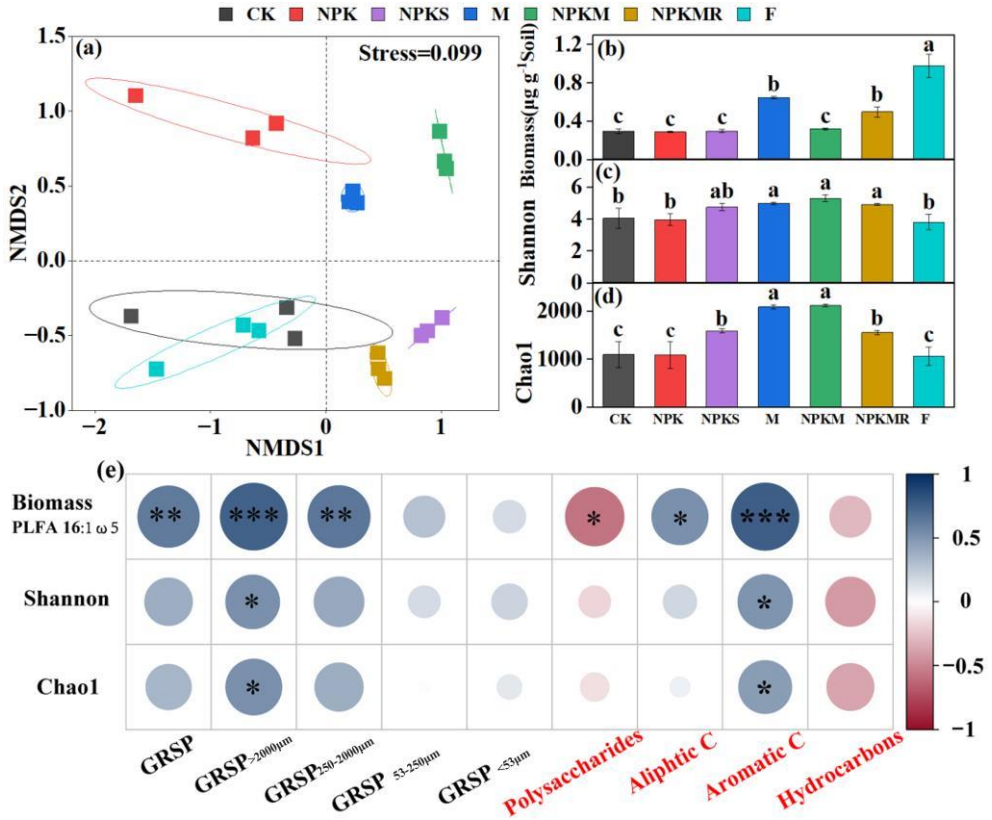 CK NPK NPKS M NPKM NPKMR F
(a) Stress=0.099
1.5
1.0
0.5
0.0
−0.5
−1.0
NMDS2
−2 −1 0 1
NMDS1
(b)
Biomass(μg g⁻¹Soil)
1.2
0.8
0.4
0.0
c c c b c b a
(c)
Shannon
6
4
2
0
b b ab a a a b
(d)
Chao1
2000
1000
0
c c b a a b c
CK NPK NPKS M NPKM NPKMR F
(e)
Biomass ** *** ** * * ***
PLFA 16:1 ω 5
Shannon * *
Chao1 * *
GRSP
GRSP>2000μm
GRSP250-2000μm
GRSP 53-250μm
GRSP <53μm
Polysaccharides
Aliphtic C
Aromatic C
Hydrocarbons
1
0.5
0
−0.5
−1